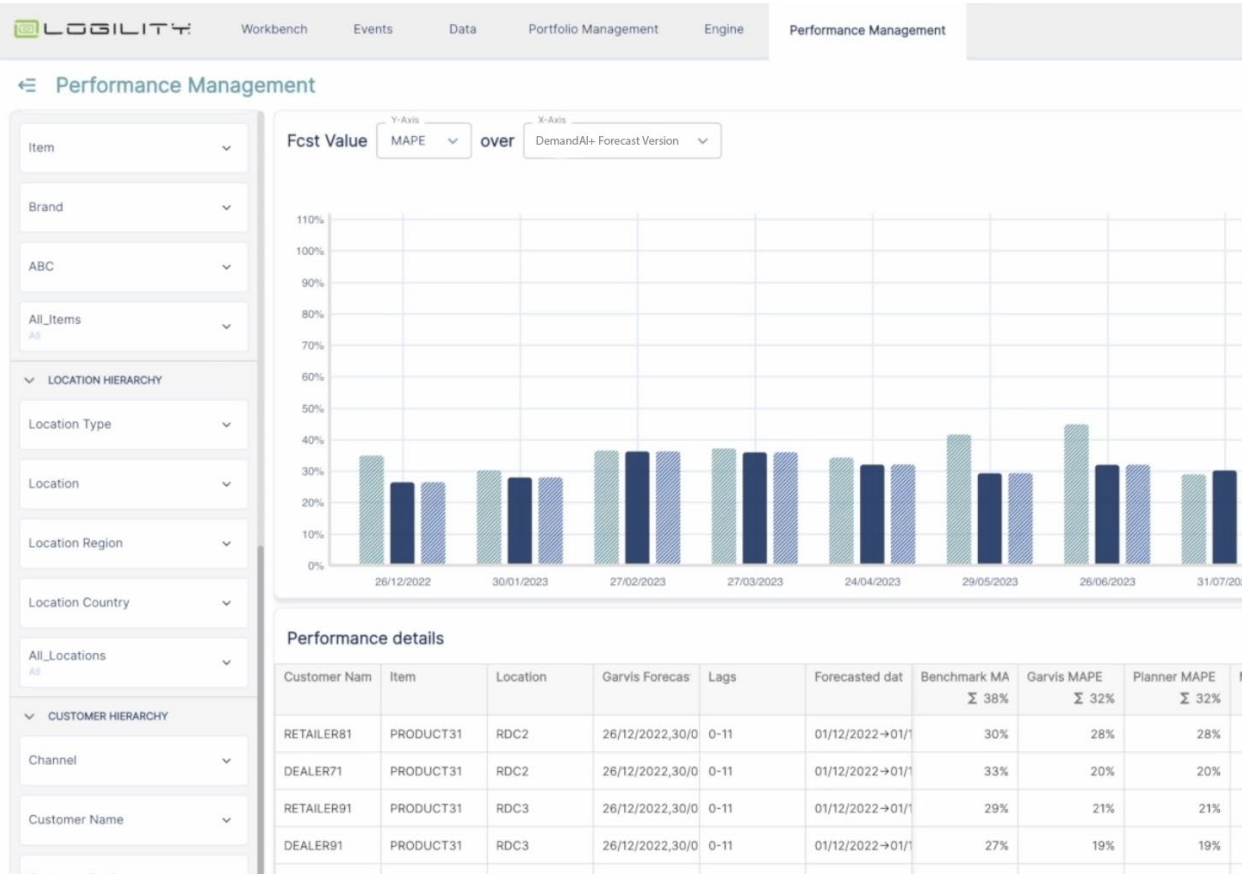 LOGILITY
Workbench Events Data Portfolio Management Engine Performance Management
Performance Management
Item
Brand
ABC
All_Items
All
LOCATION HIERARCHY
Location Type
Location
Location Region
Location Country
All_Locations
All
CUSTOMER HIERARCHY
Channel
Customer Name
Y-Axis X-Axis
Fcst Value MAPE over DemandAI+ Forecast Version
110%
100%
90%
80%
70%
60%
50%
40%
30%
20%
10%
0%
26/12/2022 30/01/2023 27/02/2023 27/03/2023 24/04/2023 29/05/2023 26/06/2023 31/07/20
Performance details
Customer Nam Item Location Garvis Forecas Lags Forecasted dat Benchmark MA Garvis MAPE Planner MAPE
Σ 38% Σ 32% Σ 32%
RETAILER81 PRODUCT31 RDC2 26/12/2022,30/0 0-11 01/12/2022→01/1 30% 28% 28%
DEALER71 PRODUCT31 RDC2 26/12/2022,30/0 0-11 01/12/2022→01/1 33% 20% 20%
RETAILER91 PRODUCT31 RDC3 26/12/2022,30/0 0-11 01/12/2022→01/1 29% 21% 21%
DEALER91 PRODUCT31 RDC3 26/12/2022,30/0 0-11 01/12/2022→01/1 27% 19% 19%